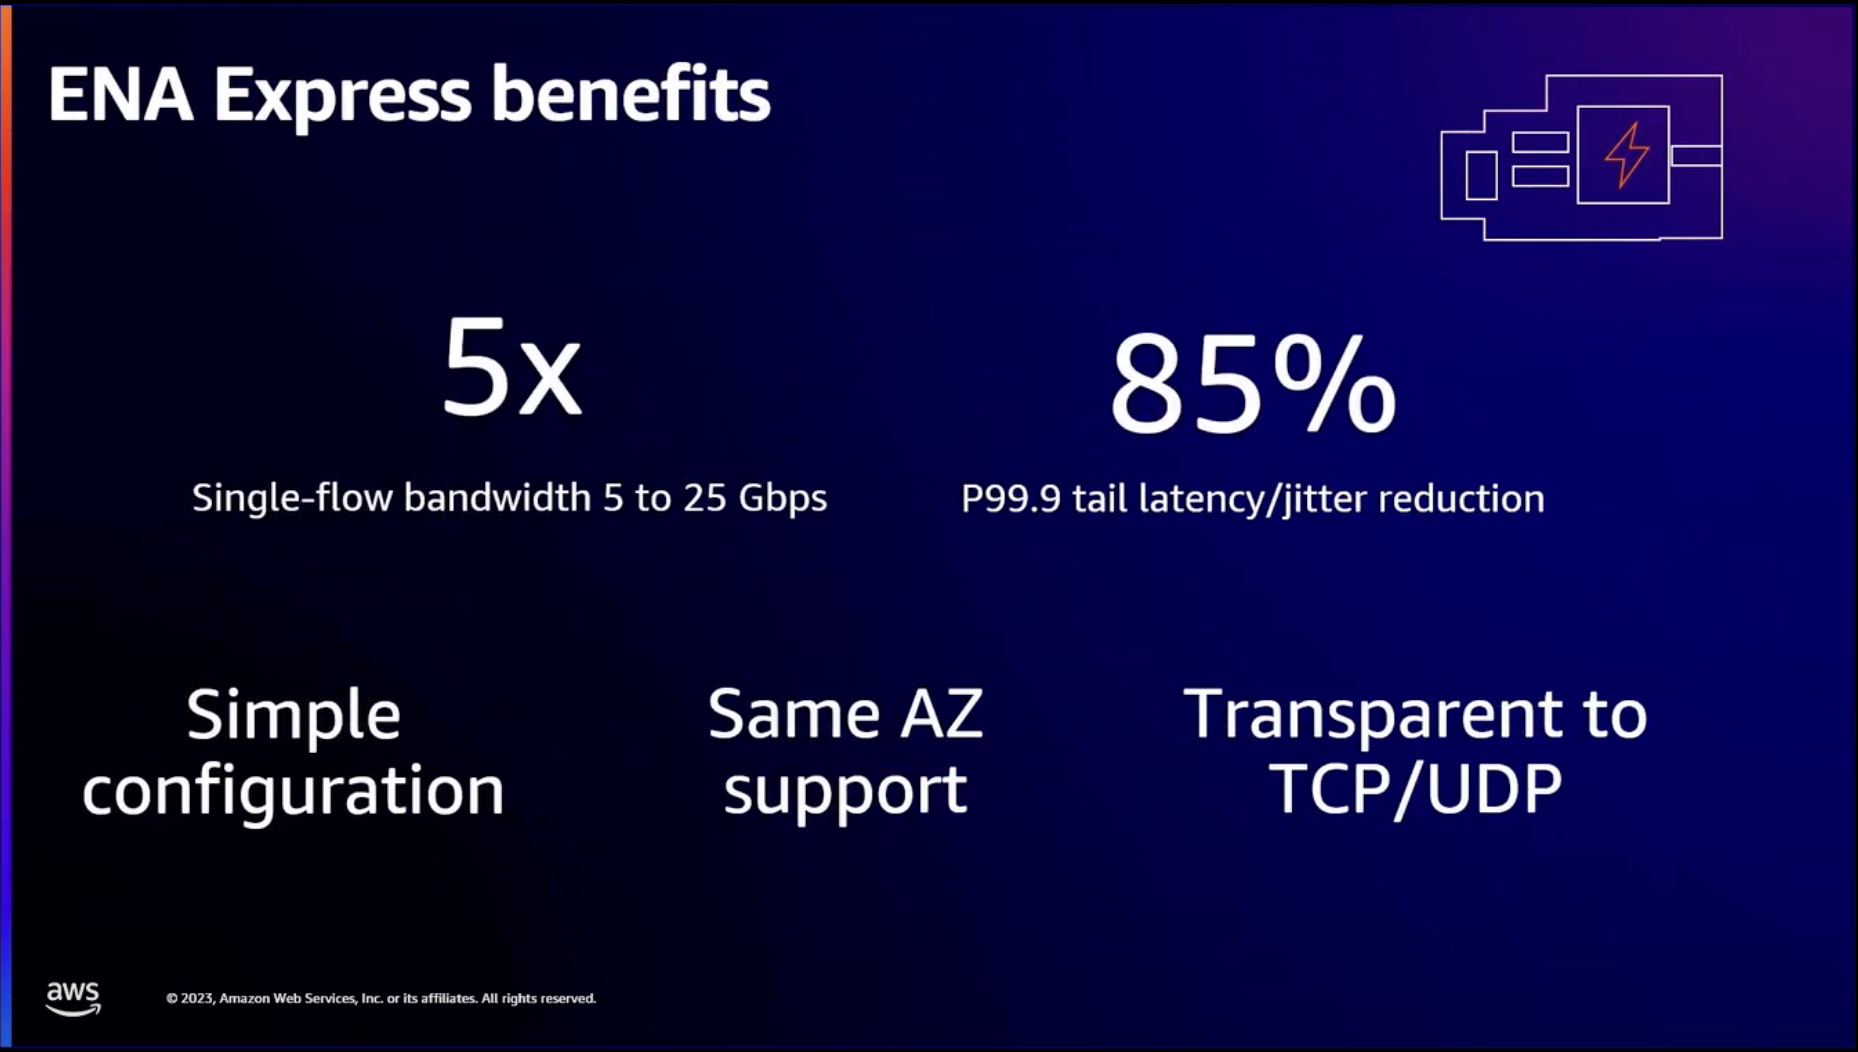 ENA Express benefits
5x
85%
Single-flow bandwidth 5 to 25 Gbps
P99.9 tail latency/jitter reduction
Simple
configuration
Same AZ
support
Transparent to
TCP/UDP
aws
© 2023, Amazon Web Services, Inc. or its affiliates. All rights reserved.